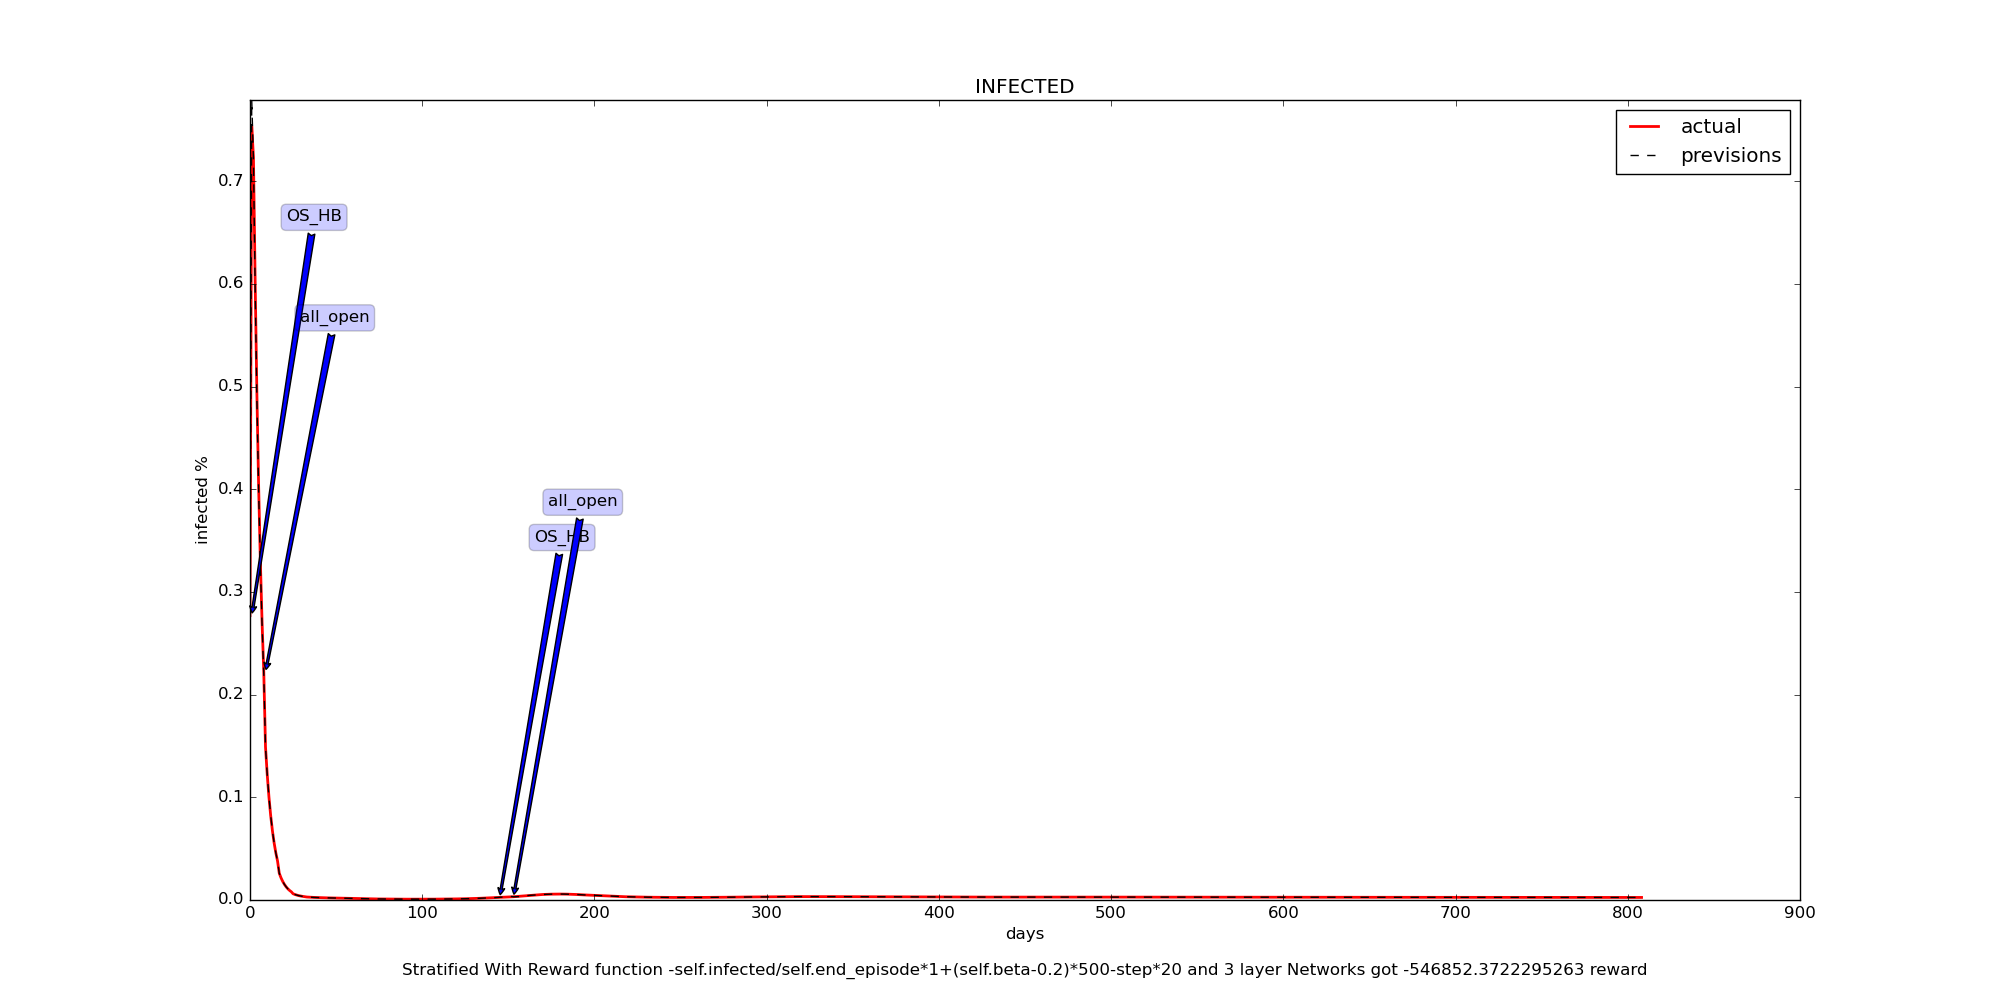 INFECTED
actual
previsions
0.7
OS_HB
0.6
all_open
0.5
infected %
0.4
all_open
OS_HB
0.3
0.2
0.1
0.0
0 100 200 300 400 500 600 700 800 900
days
Stratified With Reward function -self.infected/self.end_episode*1+(self.beta-0.2)*500-step*20 and 3 layer Networks got -546852.3722295263 reward